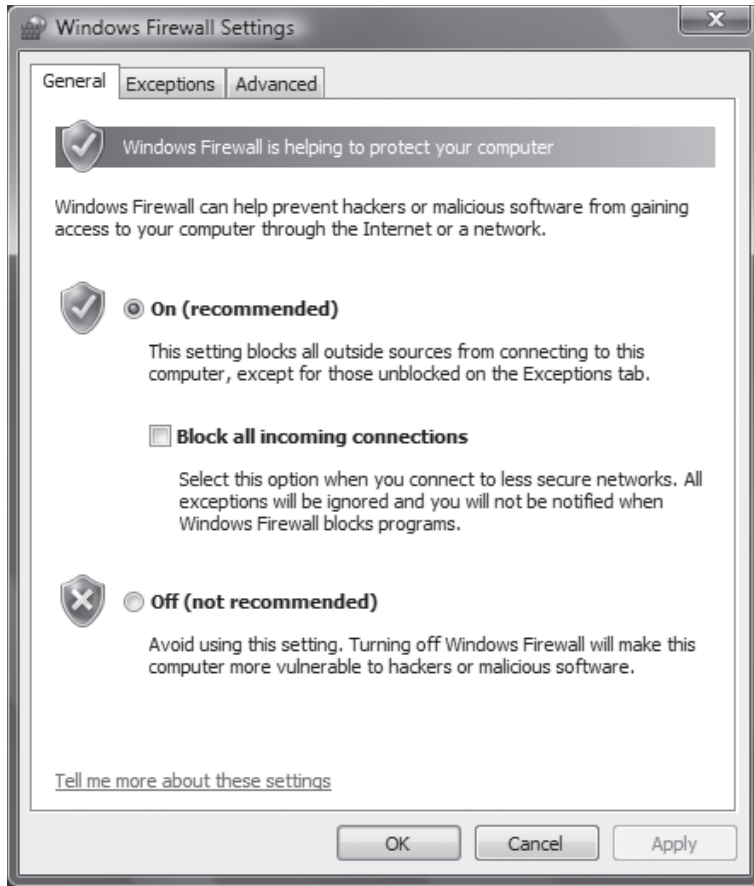 Windows Firewall Settings
X
General Exceptions Advanced
Windows Firewall is helping to protect your computer
Windows Firewall can help prevent hackers or malicious software from gaining
access to your computer through the Internet or a network.
On (recommended)
This setting blocks all outside sources from connecting to this
computer, except for those unblocked on the Exceptions tab.
Block all incoming connections
Select this option when you connect to less secure networks. All
exceptions will be ignored and you will not be notified when
Windows Firewall blocks programs.
Off (not recommended)
Avoid using this setting. Turning off Windows Firewall will make this
computer more vulnerable to hackers or malicious software.
Tell me more about these settings
OK Cancel Apply